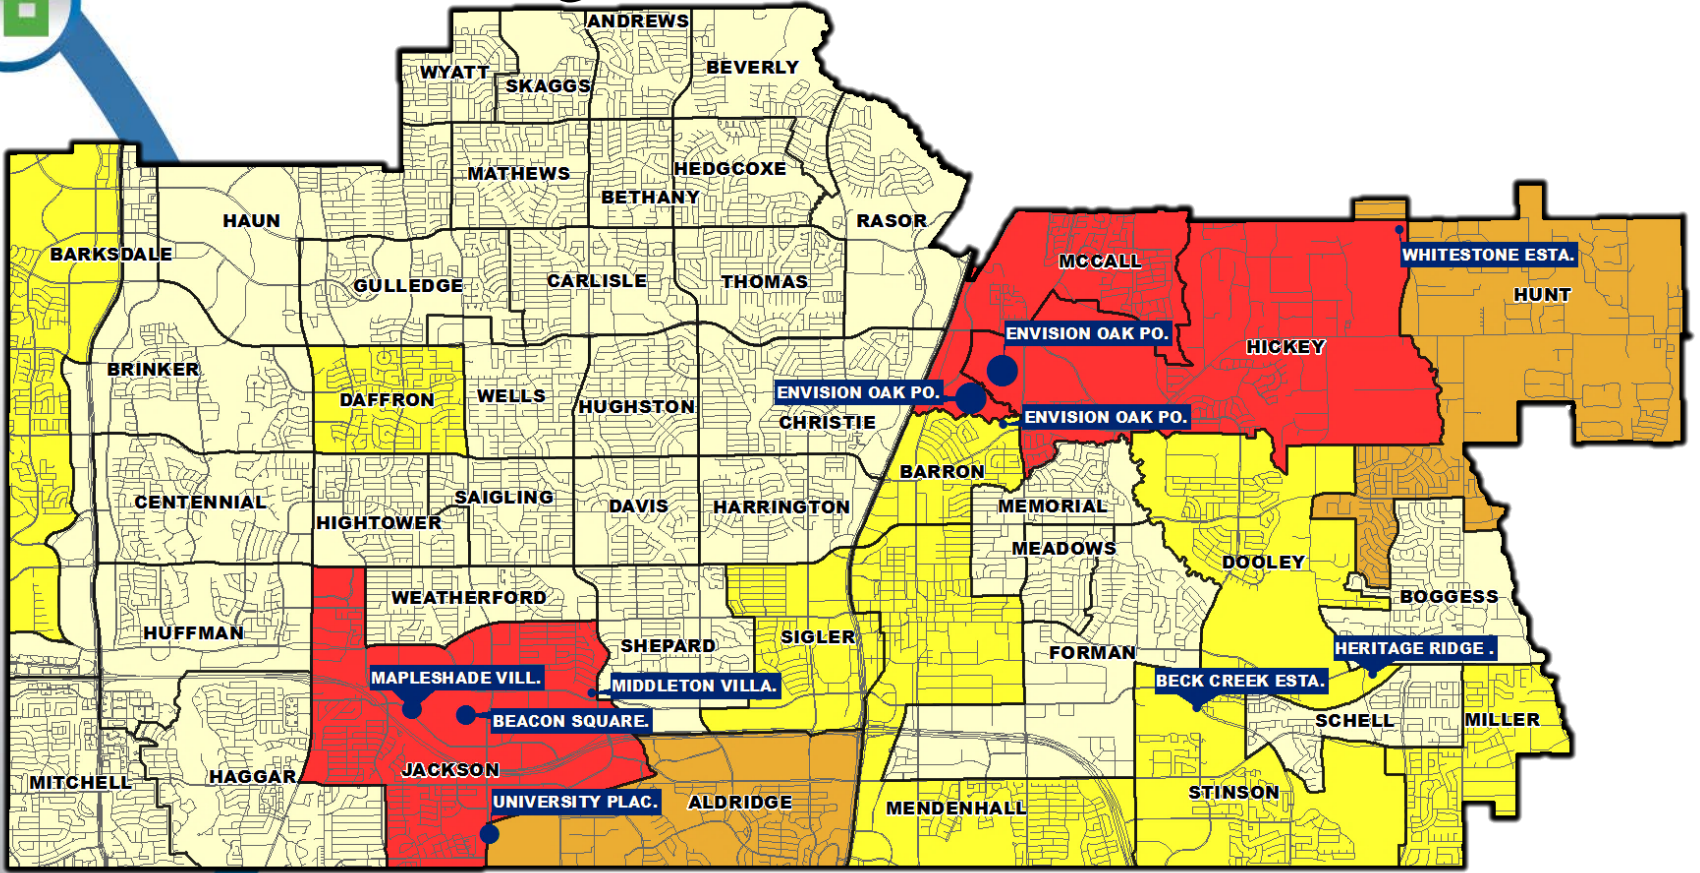 ANDREWS
WYATT
SKAGGS
BEVERLY
MATHEWS
HEDGCOXE
BETHANY
HAUN
RASOR
BARKSDALE
GULLEDGE
CARLISLE
THOMAS
MCCALL
WHITESTONE ESTA.
HUNT
ENVISION OAK PO.
HICKEY
BRINKER
DAFFRON
WELLS
HUGHSTON
ENVISION OAK PO.
CHRISTIE
ENVISION OAK PO.
BARRON
CENTENNIAL
HIGHTOWER
SAIGLING
DAVIS
HARRINGTON
MEMORIAL
MEADOWS
DOOLEY
WEATHERFORD
BOGGESS
HUFFMAN
SHEPARD
SIGLER
FORMAN
HERITAGE RIDGE .
MAPLESHADE VILL.
MIDDLETON VILLA.
BECK CREEK ESTA.
BEACON SQUARE.
SCHELL
MILLER
JACKSON
HAGGAR
MITCHELL
UNIVERSITY PLAC.
ALDRIDGE
MENDENHALL
STINSON